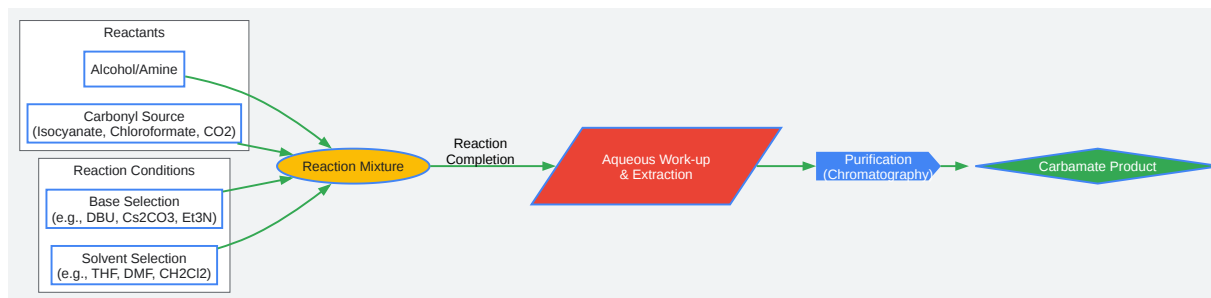 Reactants
Alcohol/Amine
Carbonyl Source
(Isocyanate, Chloroformate, CO2)
Reaction Conditions
Base Selection
(e.g., DBU, Cs2CO3, Et3N)
Solvent Selection
(e.g., THF, DMF, CH2Cl2)
Reaction Mixture
Reaction
Completion
Aqueous Work-up
& Extraction
Purification
(Chromatography)
Carbamate Product